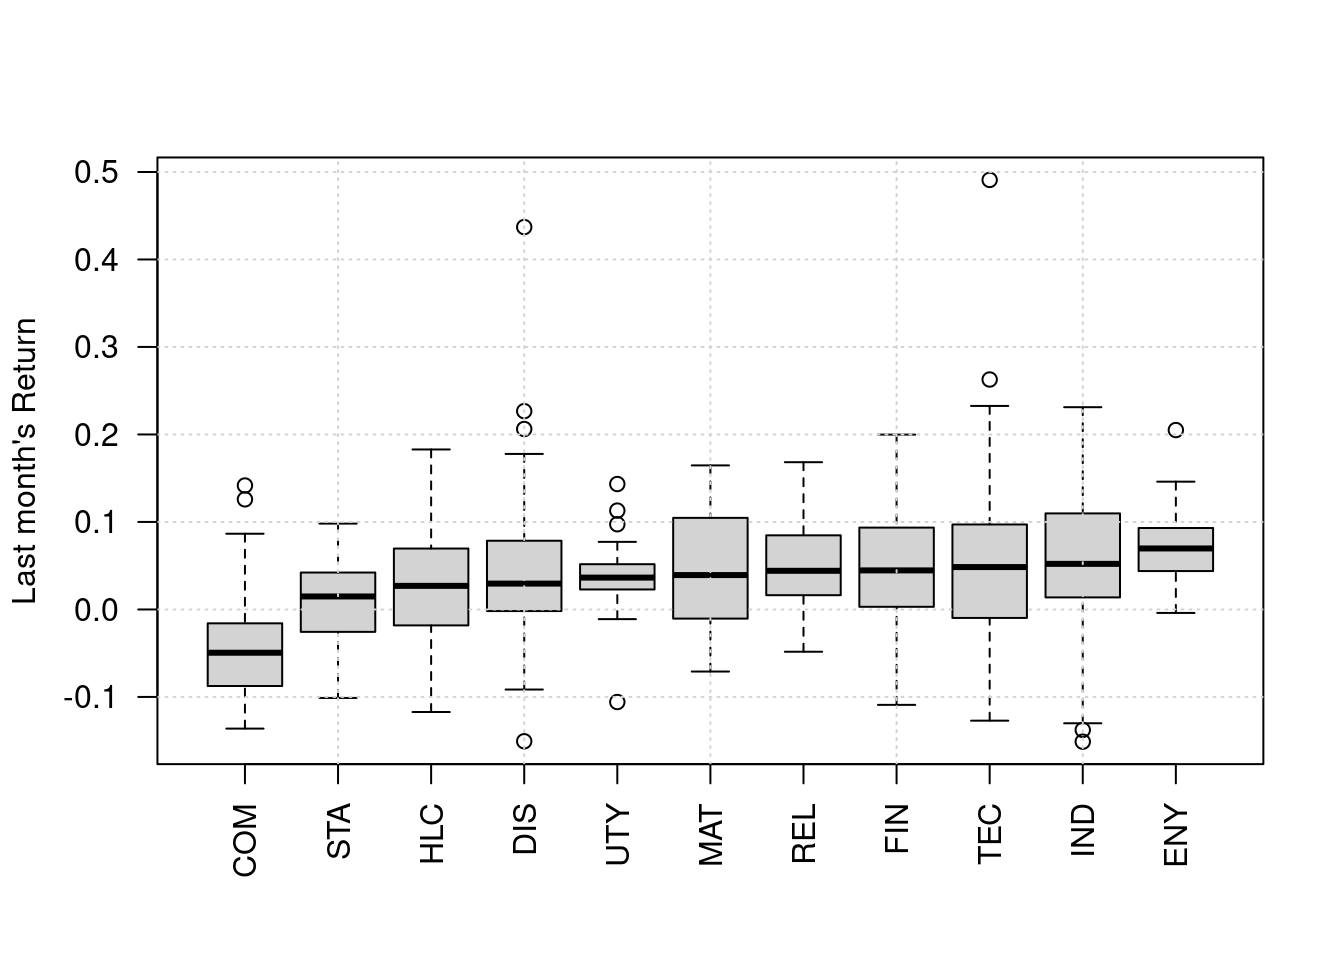 Last month's Return
0.5
0.4
0.3
0.2
0.1
0.0
-0.1
COM
STA
HLC
DIS
UTY
MAT
REL
FIN
TEC
IND
ENY